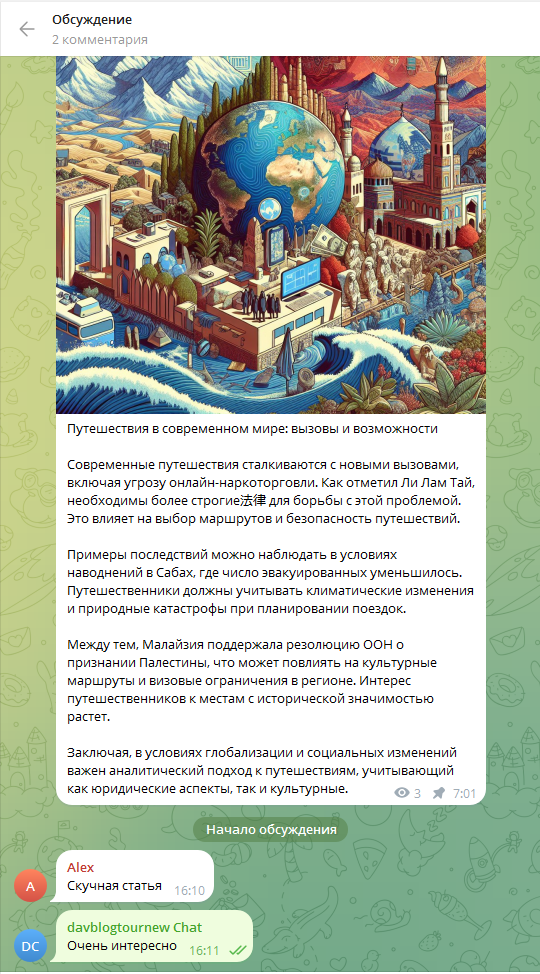 Обсуждение
2 комментария
Путешествия в современном мире: вызовы и возможности
Современные путешествия сталкиваются с новыми вызовами,
включая угрозу онлайн-наркоторговли. Как отметил Ли Лам Тай,
необходимы более строгие法律 для борьбы с этой проблемой.
Это влияет на выбор маршрутов и безопасность путешествий.
Примеры последствий можно наблюдать в условиях
наводнений в Сабах, где число эвакуированных уменьшилось.
Путешественники должны учитывать климатические изменения
и природные катастрофы при планировании поездок.
Между тем, Малайзия поддержала резолюцию ООН о
признании Палестины, что может повлиять на культурные
маршруты и визовые ограничения в регионе. Интерес
путешественников к местам с исторической значимостью
растет.
Заключая, в условиях глобализации и социальных изменений
важен аналитический подход к путешествиям, учитывающий
как юридические аспекты, так и культурные.
3 7:01
Начало обсуждения
Alex
A
Скучная статья 16:10
davblogtournew Chat
DC
Очень интересно 16:11